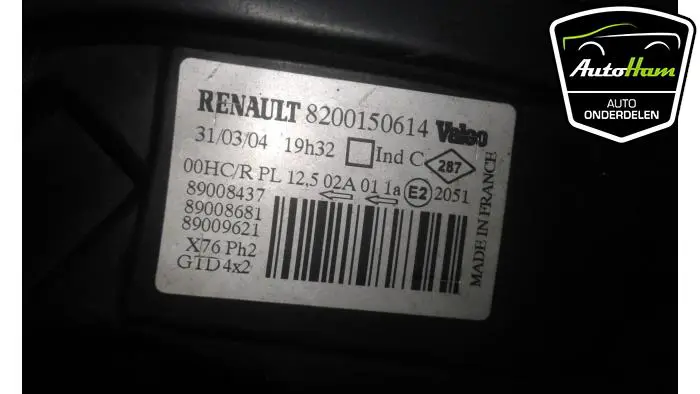 RENAULT 8200150614 Valeo
31/03/04 19h32 Ind C 287
00HC/R PL 12,5 02A 01 1a E2 2051
89008437
89008681
89009621
X76 Ph2
GTD 4x2
MADE IN FRANCE
AutoHam
AUTO
ONDERDELEN